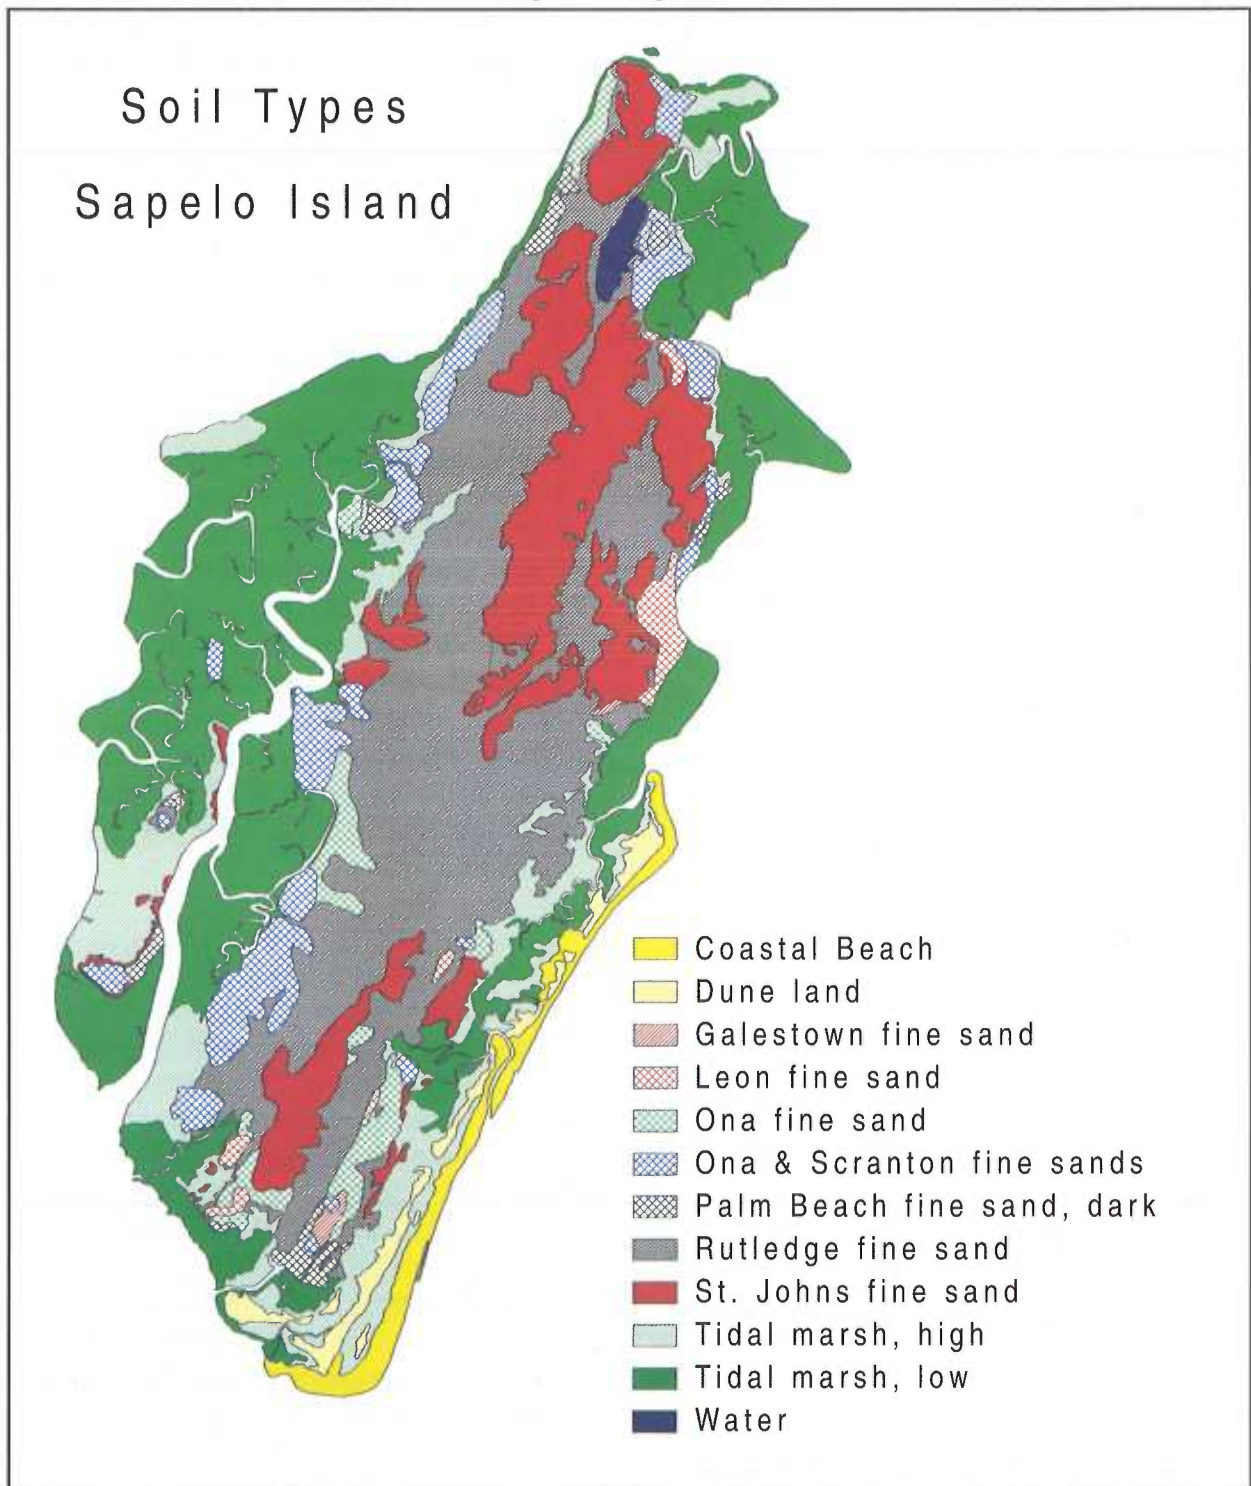 Soil Types
Sapelo Island
Coastal Beach
Dune land
Galestown fine sand
Leon fine sand
Ona fine sand
Ona & Scranton fine sands
Palm Beach fine sand, dark
Rutledge fine sand
St. Johns fine sand
Tidal marsh, high
Tidal marsh, low
Water